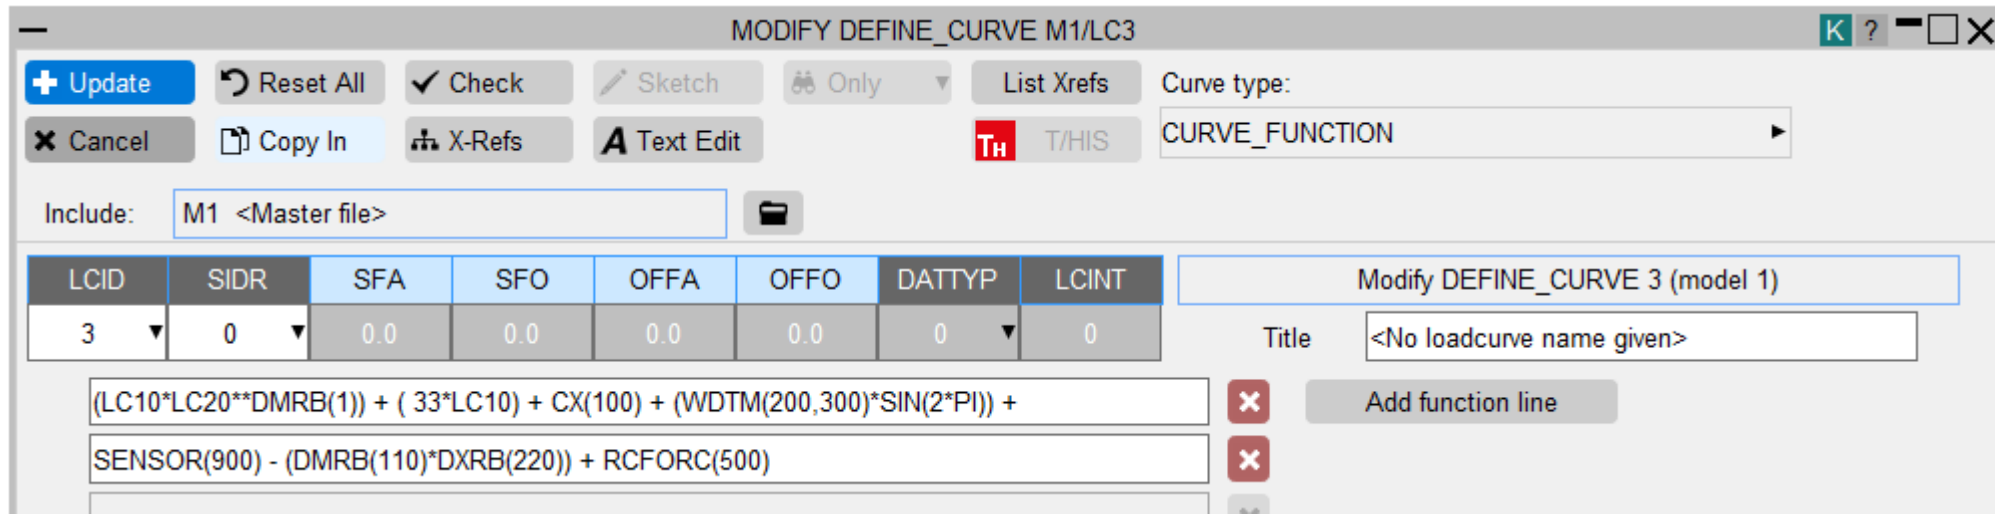 MODIFY DEFINE_CURVE M1/LC3 K ?
Update Reset All Check Sketch Only List Xrefs Curve type:
Cancel Copy In X-Refs A Text Edit TH T/HIS CURVE_FUNCTION
Include: M1 <Master file>
LCID SIDR SFA SFO OFFA OFFO DATTYP LCINT Modify DEFINE_CURVE 3 (model 1)
3 0 0.0 0.0 0.0 0.0 0 0 Title <No loadcurve name given>
(LC10*LC20**DMRB(1)) + ( 33*LC10) + CX(100) + (WDTM(200,300)*SIN(2*PI)) + Add function line
SENSOR(900) - (DMRB(110)*DXRB(220)) + RCFORC(500)